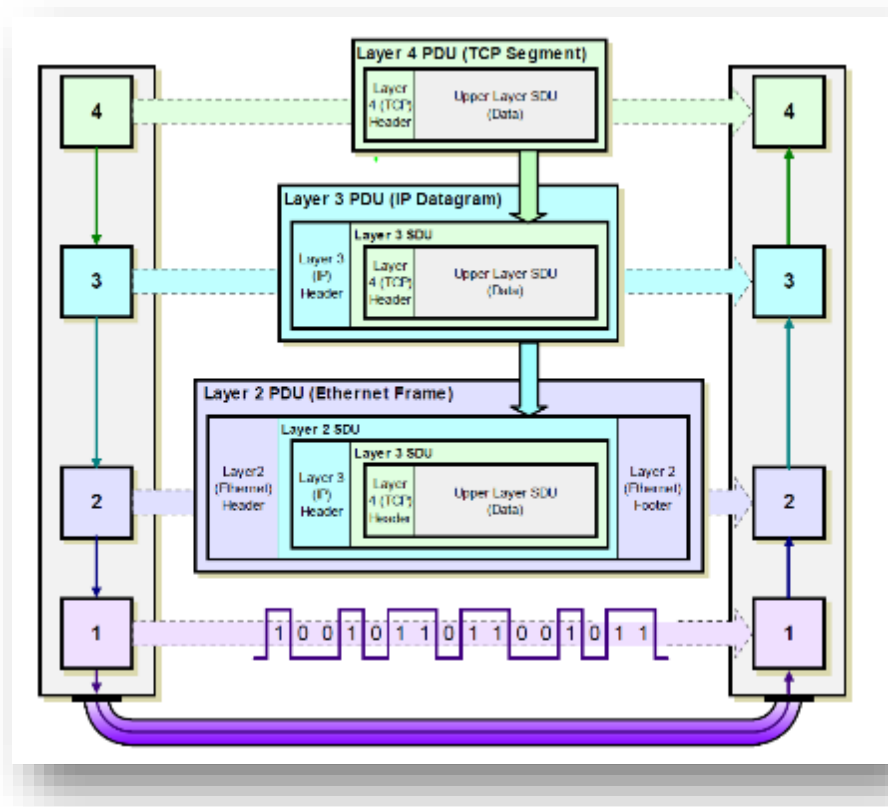 Layer 4 PDU (TCP Segment)
Layer
4 (TCP)
Header
Upper Layer SDU
(Data)
4
4
Layer 3 PDU (IP Datagram)
Layer 3 SDU
Layer 3
(IP)
Header
Layer
4 (TCP)
Header
Upper Layer SDU
(Data)
3
3
Layer 2 PDU (Ethernet Frame)
Layer 2 SDU
Layer 3 SDU
Layer2
(Ethernet)
Header
Layer 3
(IP)
Header
Layer
4 (TCP)
Header
Upper Layer SDU
(Data)
Layer 2
(Ethernet)
Footer
2
2
1
1 0 0 1 0 1 1 0 1 1 0 0 1 0 1 1
1